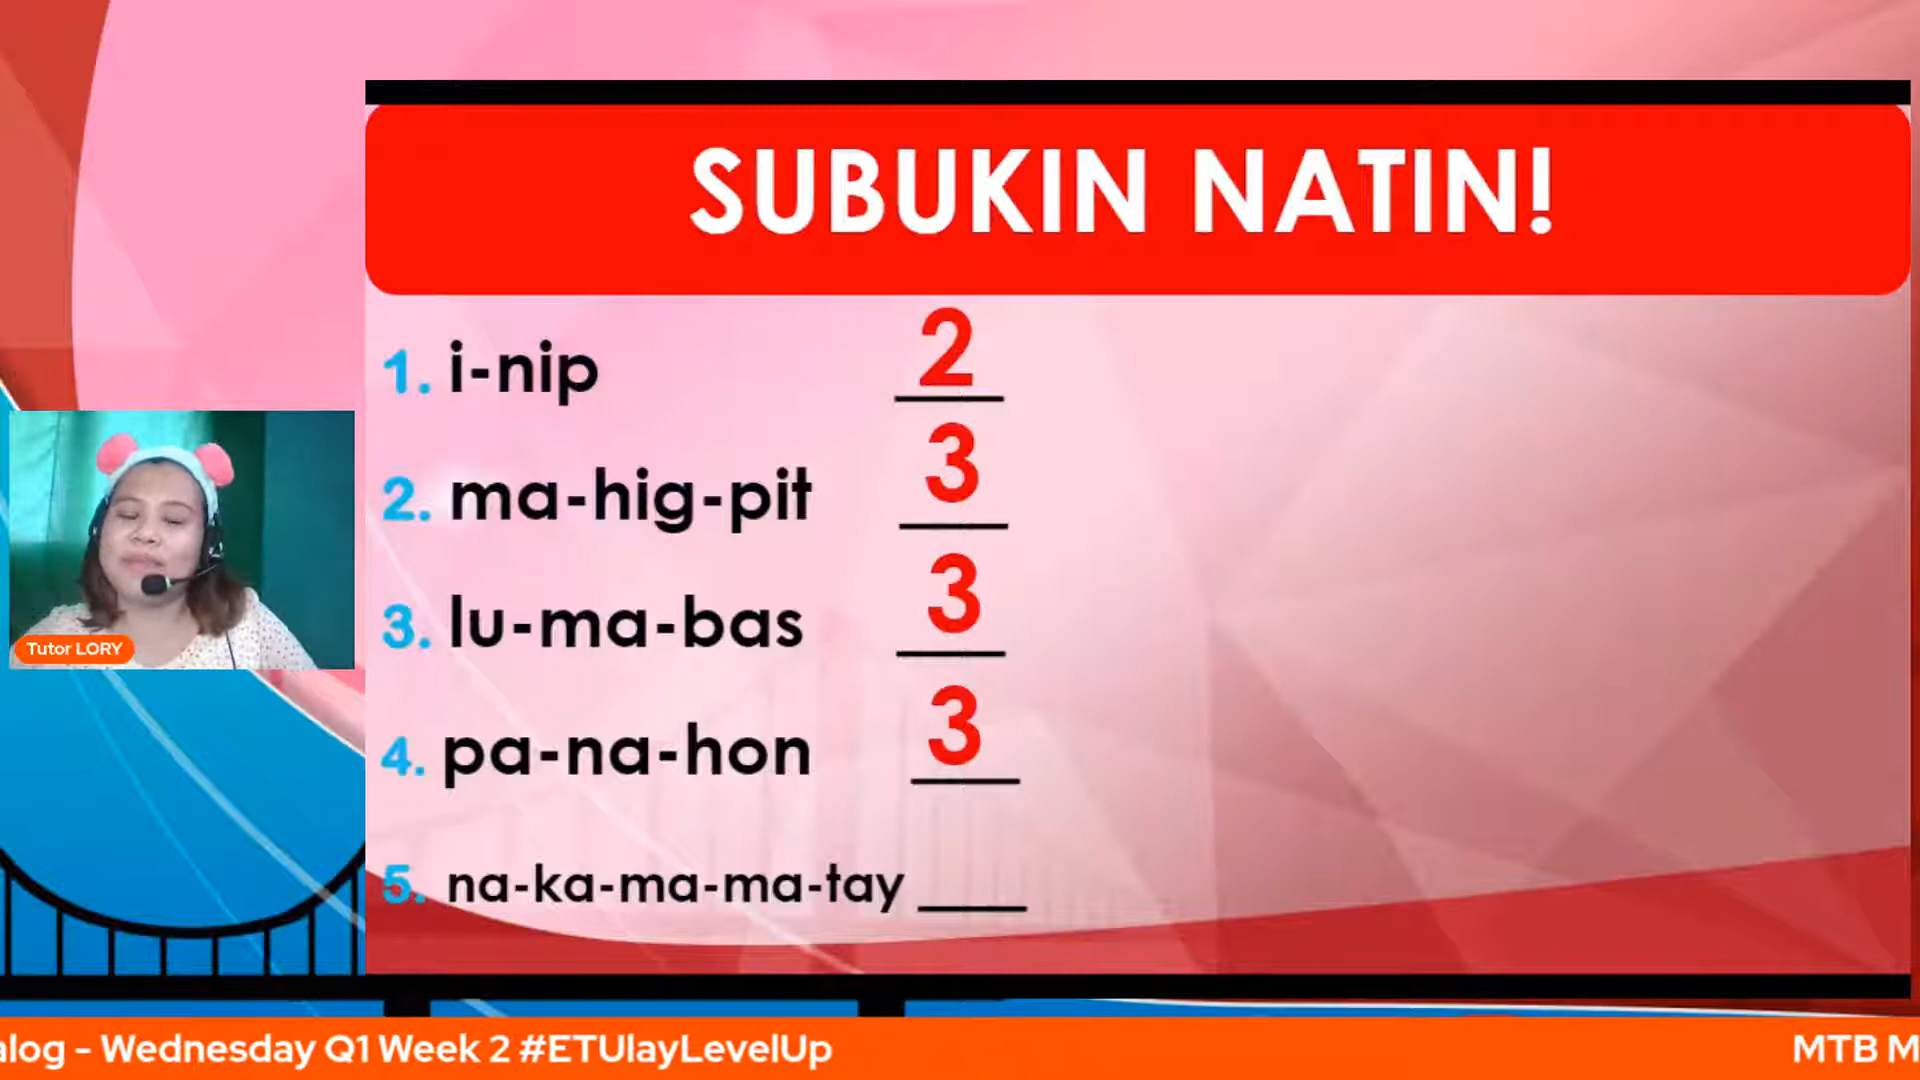 SUBUKIN NATIN!
1. i-nip 2
2. ma-hig-pit 3
3. lu-ma-bas 3
4. pa-na-hon 3
5. na-ka-ma-ma-tay ___
Tutor LORY
alog - Wednesday Q1 Week 2 #ETUlayLevelUp MTB M